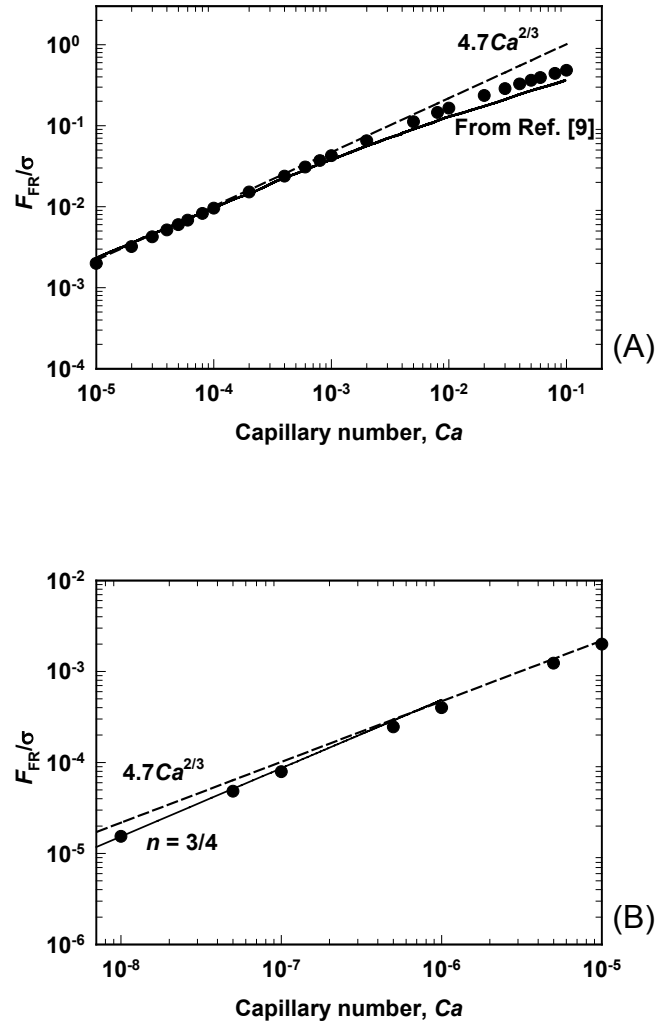 10⁰
10⁻¹
10⁻²
10⁻³
10⁻⁴
F_FR/σ
4.7Ca^2/3
From Ref. [9]
10⁻⁵ 10⁻⁴ 10⁻³ 10⁻² 10⁻¹
Capillary number, Ca
(A)
10⁻²
10⁻³
10⁻⁴
10⁻⁵
10⁻⁶
F_FR/σ
4.7Ca^2/3
n = 3/4
10⁻⁸ 10⁻⁷ 10⁻⁶ 10⁻⁵
Capillary number, Ca
(B)